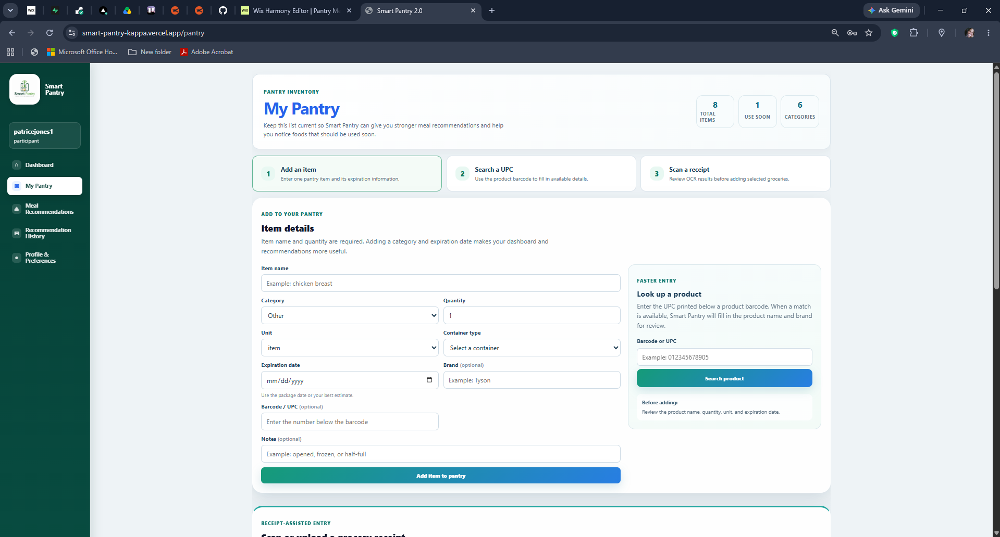 Wix Harmony Editor | Pantry Me
Smart Pantry 2.0
Ask Gemini
smart-pantry-kappa.vercel.app/pantry
Microsoft Office Ho...
New folder
Adobe Acrobat
Smart
Pantry
patricejones1
participant
Dashboard
My Pantry
Meal
Recommendations
Recommendation
History
Profile &
Preferences
PANTRY INVENTORY
My Pantry
Keep this list current so Smart Pantry can give you stronger meal recommendations and help
you notice foods that should be used soon.
8
TOTAL
ITEMS
1
USE SOON
6
CATEGORIES
1
Add an item
Enter one pantry item and its expiration information.
2
Search a UPC
Use the product barcode to fill in available details.
3
Scan a receipt
Review OCR results before adding selected groceries.
ADD TO YOUR PANTRY
Item details
Item name and quantity are required. Adding a category and expiration date makes your dashboard and
recommendations more useful.
Item name
Example: chicken breast
Category
Other
Quantity
1
Unit
item
Container type
Select a container
Expiration date
mm/dd/yyyy
Use the package date or your best estimate.
Brand (optional)
Example: Tyson
Barcode / UPC (optional)
Enter the number below the barcode
Notes (optional)
Example: opened, frozen, or half-full
Add item to pantry
FASTER ENTRY
Look up a product
Enter the UPC printed below a product barcode. When a match
is available, Smart Pantry will fill in the product name and brand
for review.
Barcode or UPC
Example: 012345678905
Search product
Before adding:
Review the product name, quantity, unit, and expiration date.
RECEIPT-ASSISTED ENTRY
Scan or upload a grocery receipt